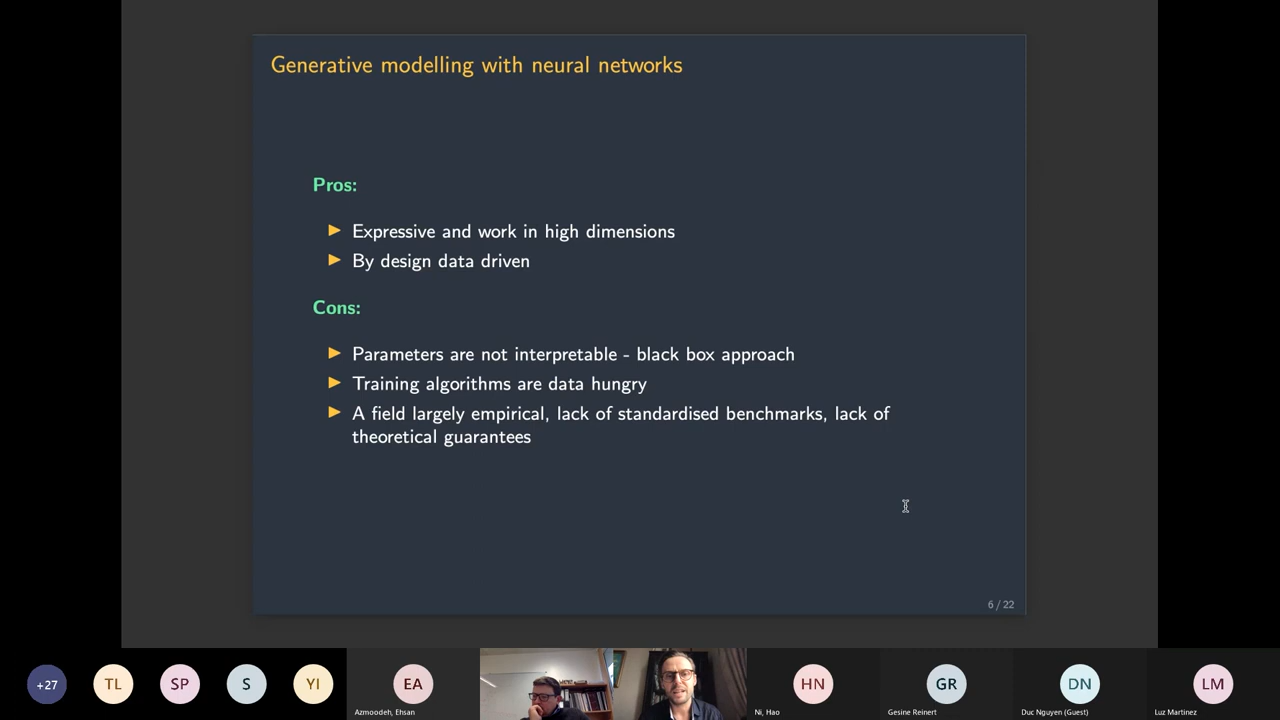 Generative modelling with neural networks
Pros:
▶ Expressive and work in high dimensions
▶ By design data driven
Cons:
▶ Parameters are not interpretable - black box approach
▶ Training algorithms are data hungry
▶ A field largely empirical, lack of standardised benchmarks, lack of
theoretical guarantees
6 / 22
+27
TL
SP
S
YI
EA
HN
GR
DN
LM
Azmoodeh, Ehsan
Ni, Hao
Gesine Reinert
Duc Nguyen (Guest)
Luz Martinez